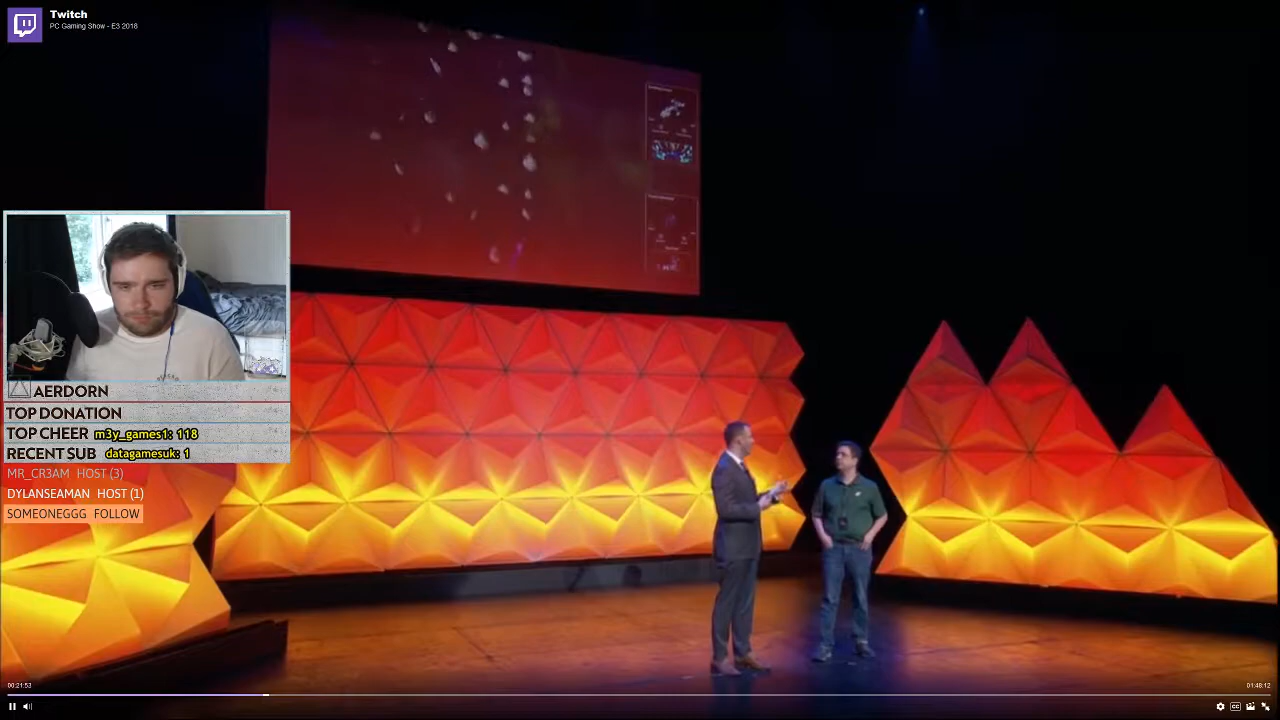 Twitch
PC Gaming Show - E3 2018
AERDORN
TOP DONATION
TOP CHEER m3y_games1: 118
RECENT SUB datagamesuk: 1
MR_CR3AM HOST (3)
DYLANSEAMAN HOST (1)
SOMEONEGGG FOLLOW
00:21:53
01:48:12
CC